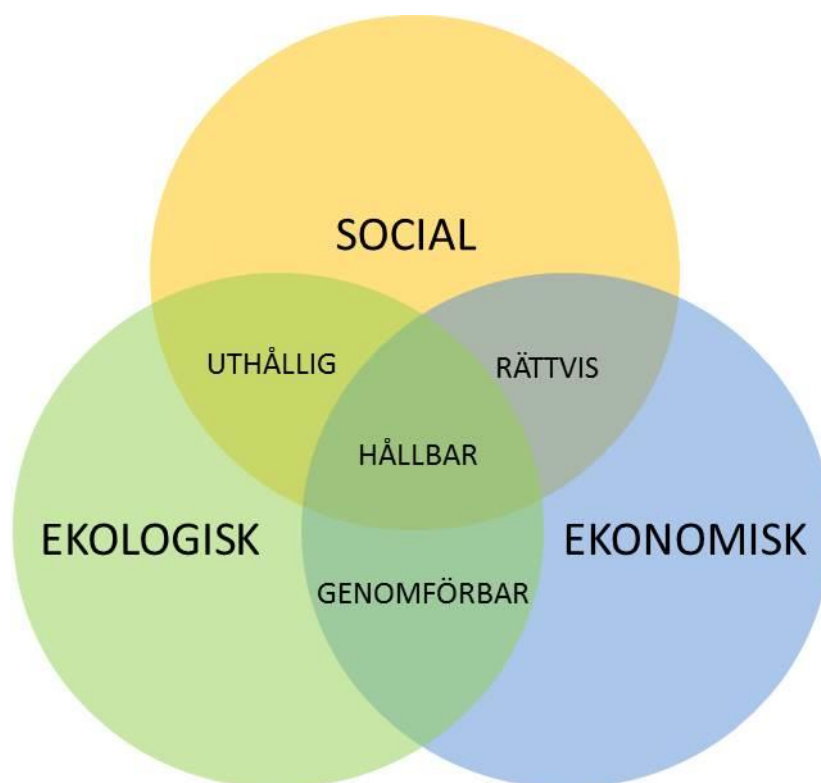 SOCIAL
UTHÅLLIG
RÄTTVIS
HÅLLBAR
EKOLOGISK
EKONOMISK
GENOMFÖRBAR